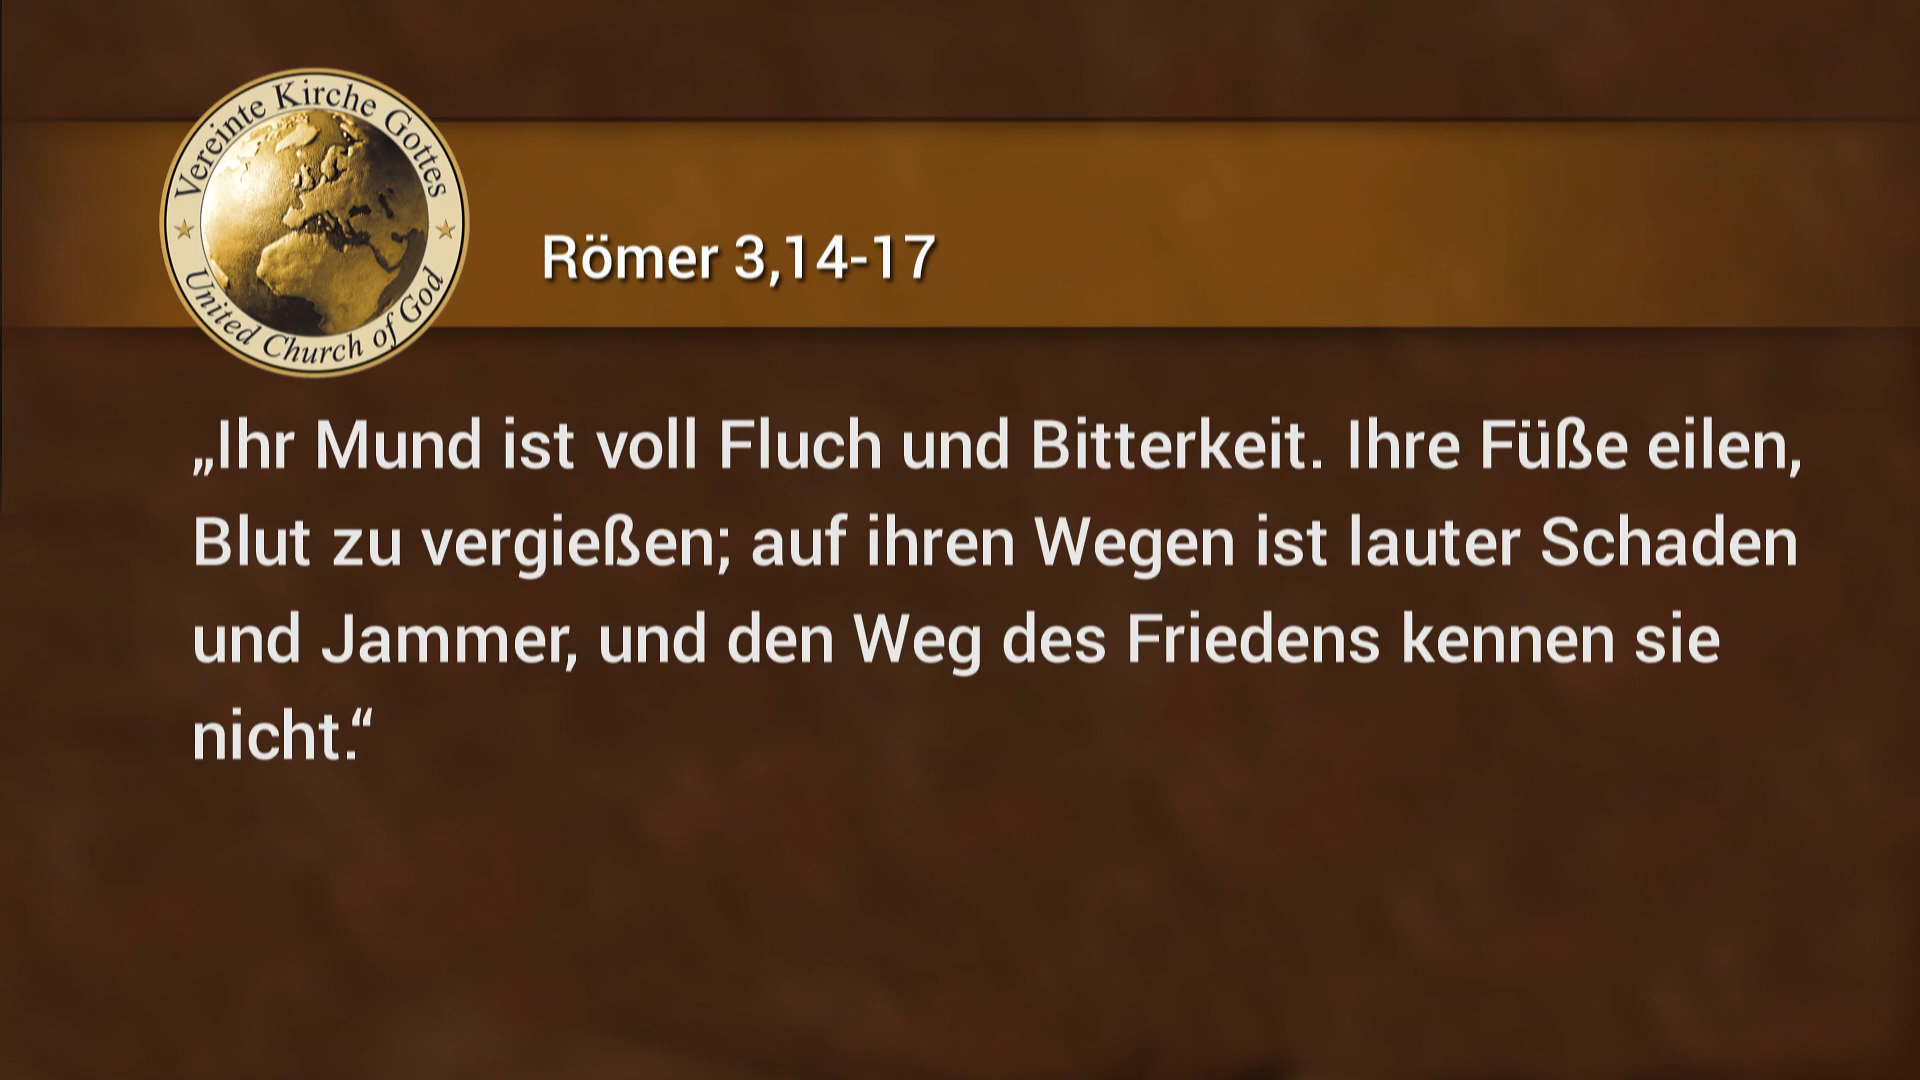 Vereinte Kirche Gottes
United Church of God
Römer 3,14-17
„Ihr Mund ist voll Fluch und Bitterkeit. Ihre Füße eilen,
Blut zu vergießen; auf ihren Wegen ist lauter Schaden
und Jammer, und den Weg des Friedens kennen sie
nicht.“